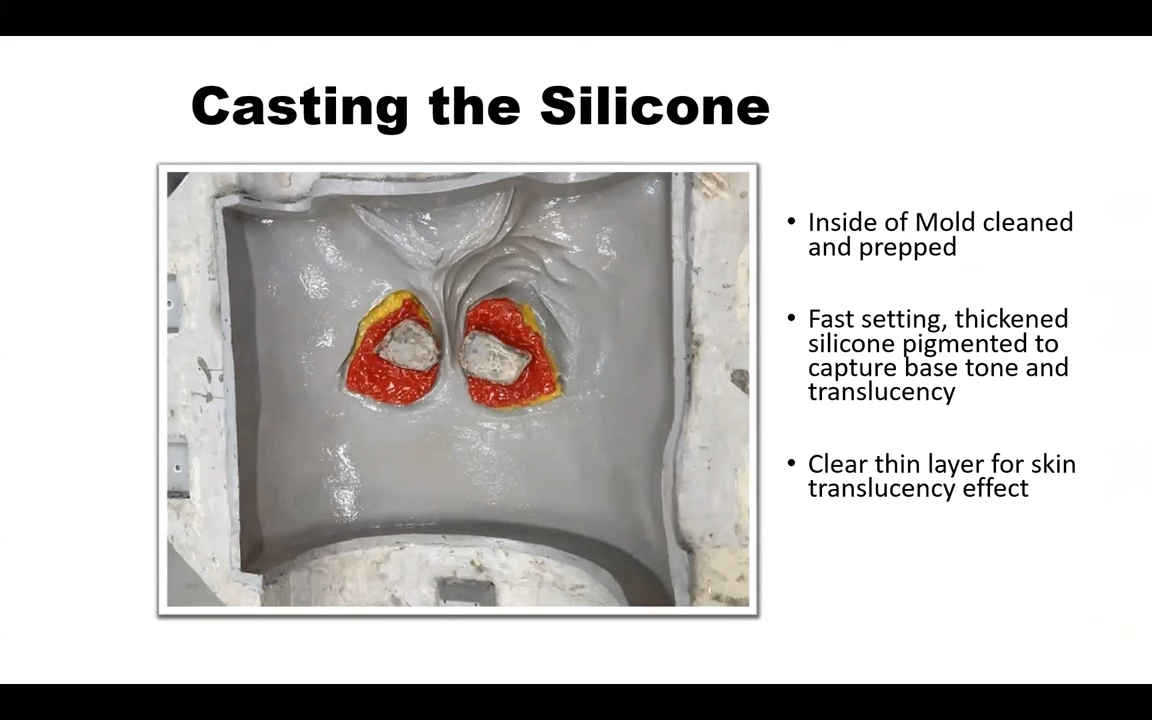 Casting the Silicone
• Inside of Mold cleaned
and prepped
• Fast setting, thickened
silicone pigmented to
capture base tone and
translucency
• Clear thin layer for skin
translucency effect